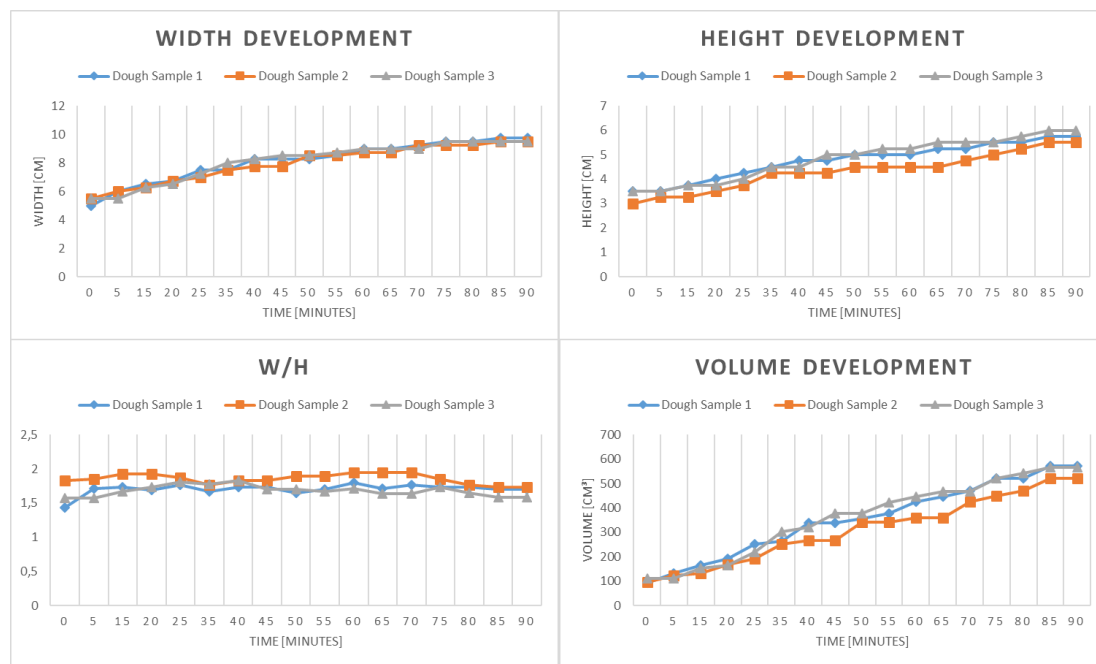 WIDTH DEVELOPMENT
Dough Sample 1 Dough Sample 2 Dough Sample 3
WIDTH [CM]
12
10
8
6
4
2
0
0 5 15 20 25 35 40 45 50 55 60 65 70 75 80 85 90
TIME [MINUTES]
HEIGHT DEVELOPMENT
Dough Sample 1 Dough Sample 2 Dough Sample 3
HEIGHT [CM]
7
6
5
4
3
2
1
0
0 5 15 20 25 35 40 45 50 55 60 65 70 75 80 85 90
TIME [MINUTES]
W/H
Dough Sample 1 Dough Sample 2 Dough Sample 3
2,5
2
1,5
1
0,5
0
0 5 15 20 25 35 40 45 50 55 60 65 70 75 80 85 90
TIME [MINUTES]
VOLUME DEVELOPMENT
Dough Sample 1 Dough Sample 2 Dough Sample 3
VOLUME [CM³]
700
600
500
400
300
200
100
0
0 5 15 20 25 35 40 45 50 55 60 65 70 75 80 85 90
TIME [MINUTES]